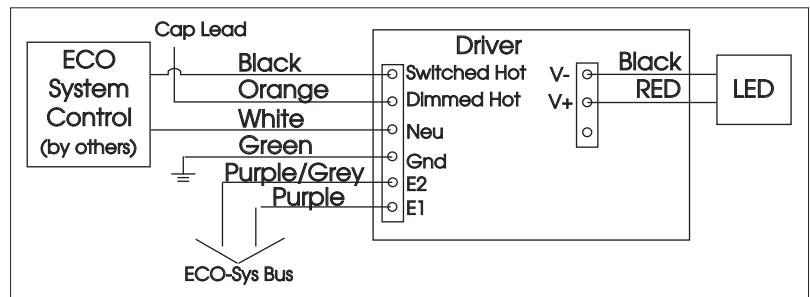 Cap Lead
ECO
System
Control
(by others)
Black
Orange
White
Green
Purple/Grey
Purple
ECO-Sys Bus
Driver
Switched Hot
Dimmed Hot
Neu
Gnd
E2
E1
V-
V+
Black
RED
LED